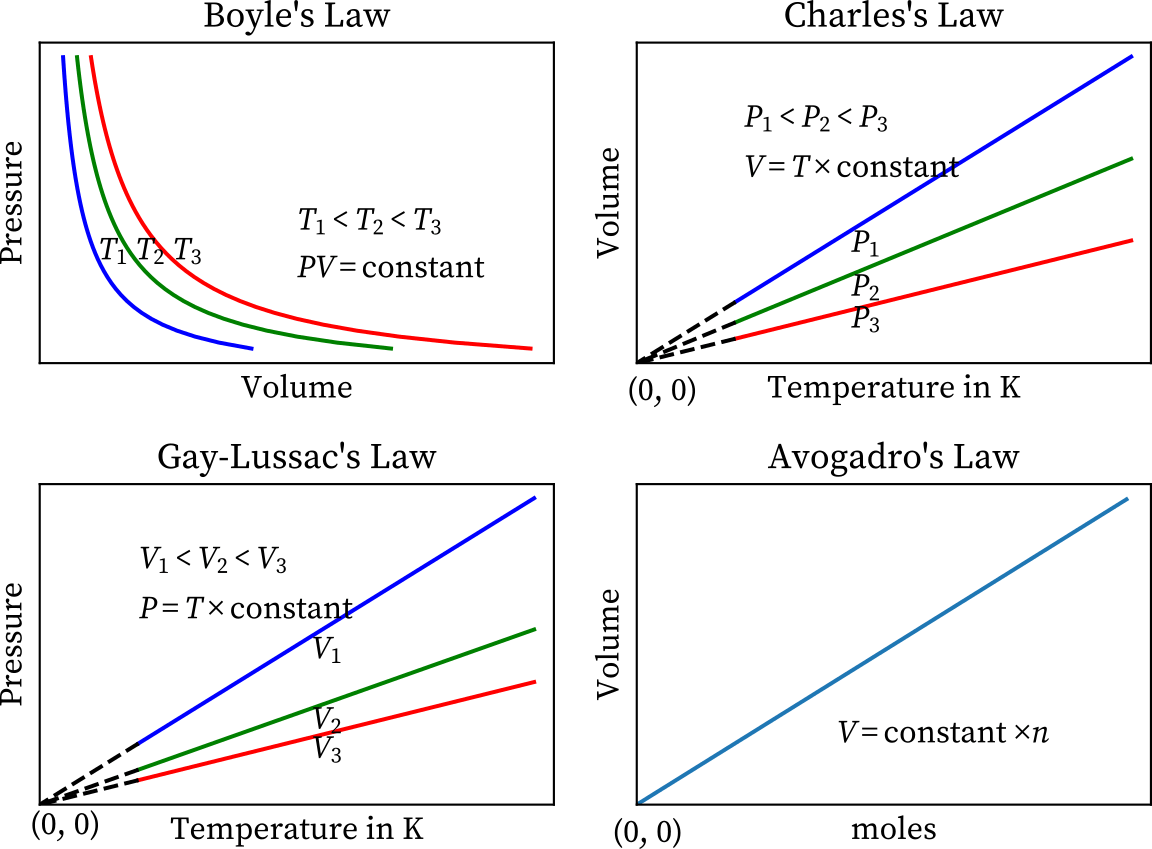 Boyle's Law
Pressure
T₁ T₂ T₃
T₁ < T₂ < T₃
PV = constant
Volume
Charles's Law
Volume
P₁ < P₂ < P₃
V = T × constant
P₁
P₂
P₃
(0, 0)
Temperature in K
Gay-Lussac's Law
Pressure
V₁ < V₂ < V₃
P = T × constant
V₁
V₂
V₃
(0, 0)
Temperature in K
Avogadro's Law
Volume
V = constant ×n
(0, 0)
moles